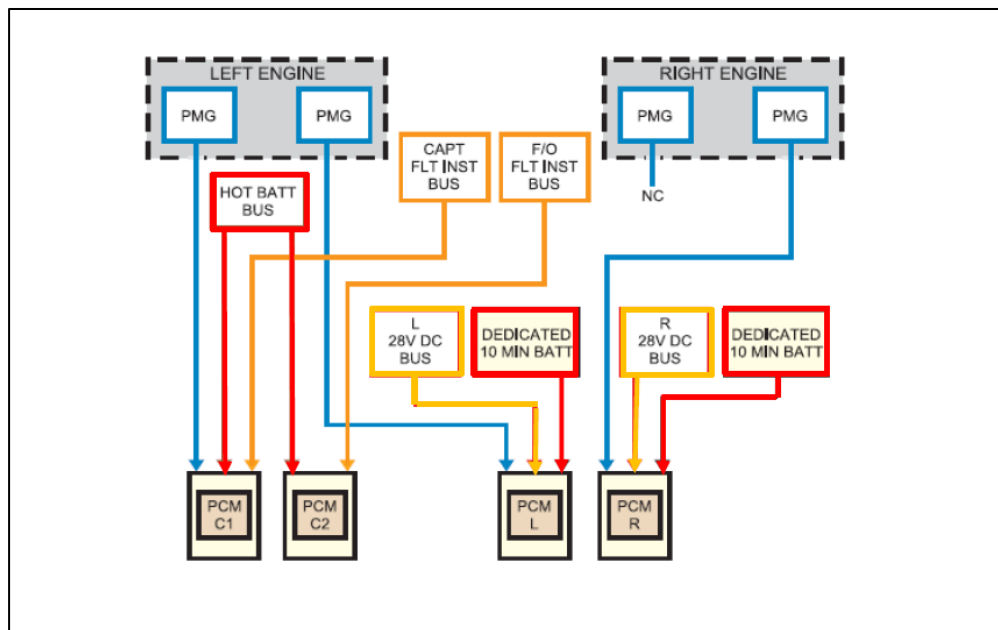 LEFT ENGINE
RIGHT ENGINE
PMG
PMG
PMG
PMG
CAPT
FLT INST
BUS
F/O
FLT INST
BUS
HOT BATT
BUS
NC
L
28V DC
BUS
DEDICATED
10 MIN BATT
R
28V DC
BUS
DEDICATED
10 MIN BATT
PCM
C1
PCM
C2
PCM
L
PCM
R